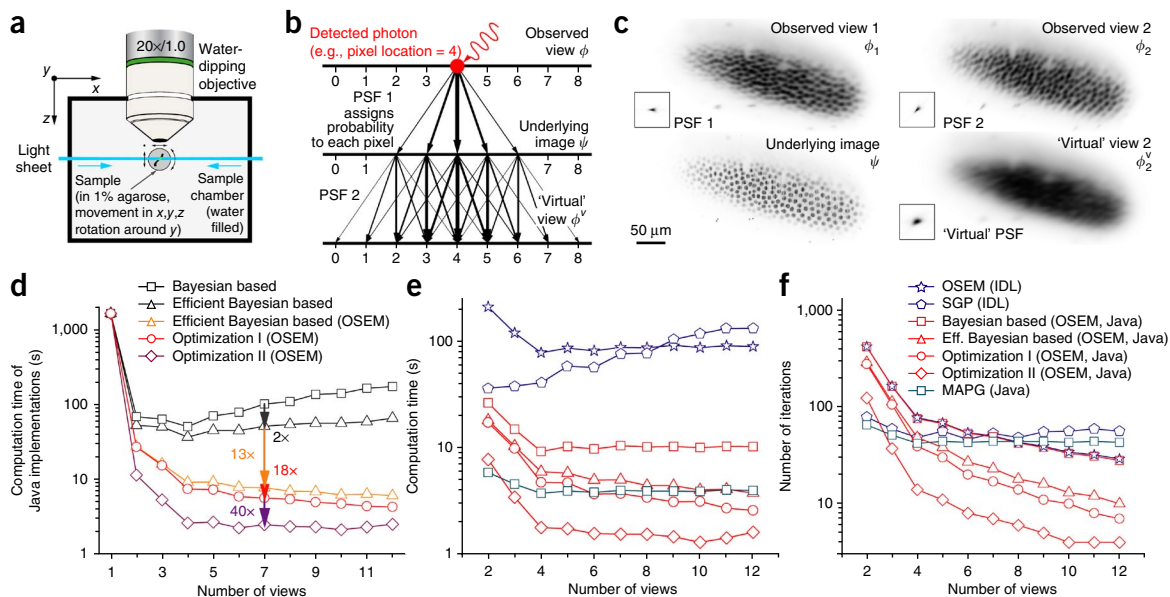 a
20×/1.0
Water-
dipping
objective
y
x
z
Light
sheet
Sample
(in 1% agarose,
movement in x,y,z
rotation around y)
Sample
chamber
(water
filled)
b
Detected photon
(e.g., pixel location = 4)
Observed
view ϕ
0 1 2 3 4 5 6 7 8
PSF 1
assigns
probability
to each pixel
Underlying
image ψ
0 1 2 3 4 5 6 7 8
PSF 2
‘Virtual’
view ϕᵛ
0 1 2 3 4 5 6 7 8
c
Observed view 1
ϕ₁
PSF 1
Observed view 2
ϕ₂
PSF 2
Underlying image
ψ
50 μm
‘Virtual’ view 2
ϕ₂ᵛ
‘Virtual’ PSF
d
Bayesian based
Efficient Bayesian based
Efficient Bayesian based (OSEM)
Optimization I (OSEM)
Optimization II (OSEM)
Computation time of
Java implementations (s)
1,000
100
10
1
2×
13×
18×
40×
1 3 5 7 9 11
Number of views
e
Computation time (s)
100
10
1
2 4 6 8 10 12
Number of views
f
OSEM (IDL)
SGP (IDL)
Bayesian based (OSEM, Java)
Eff. Bayesian based (OSEM, Java)
Optimization I (OSEM, Java)
Optimization II (OSEM, Java)
MAPG (Java)
Number of iterations
100
10
2 4 6 8 10 12
Number of views